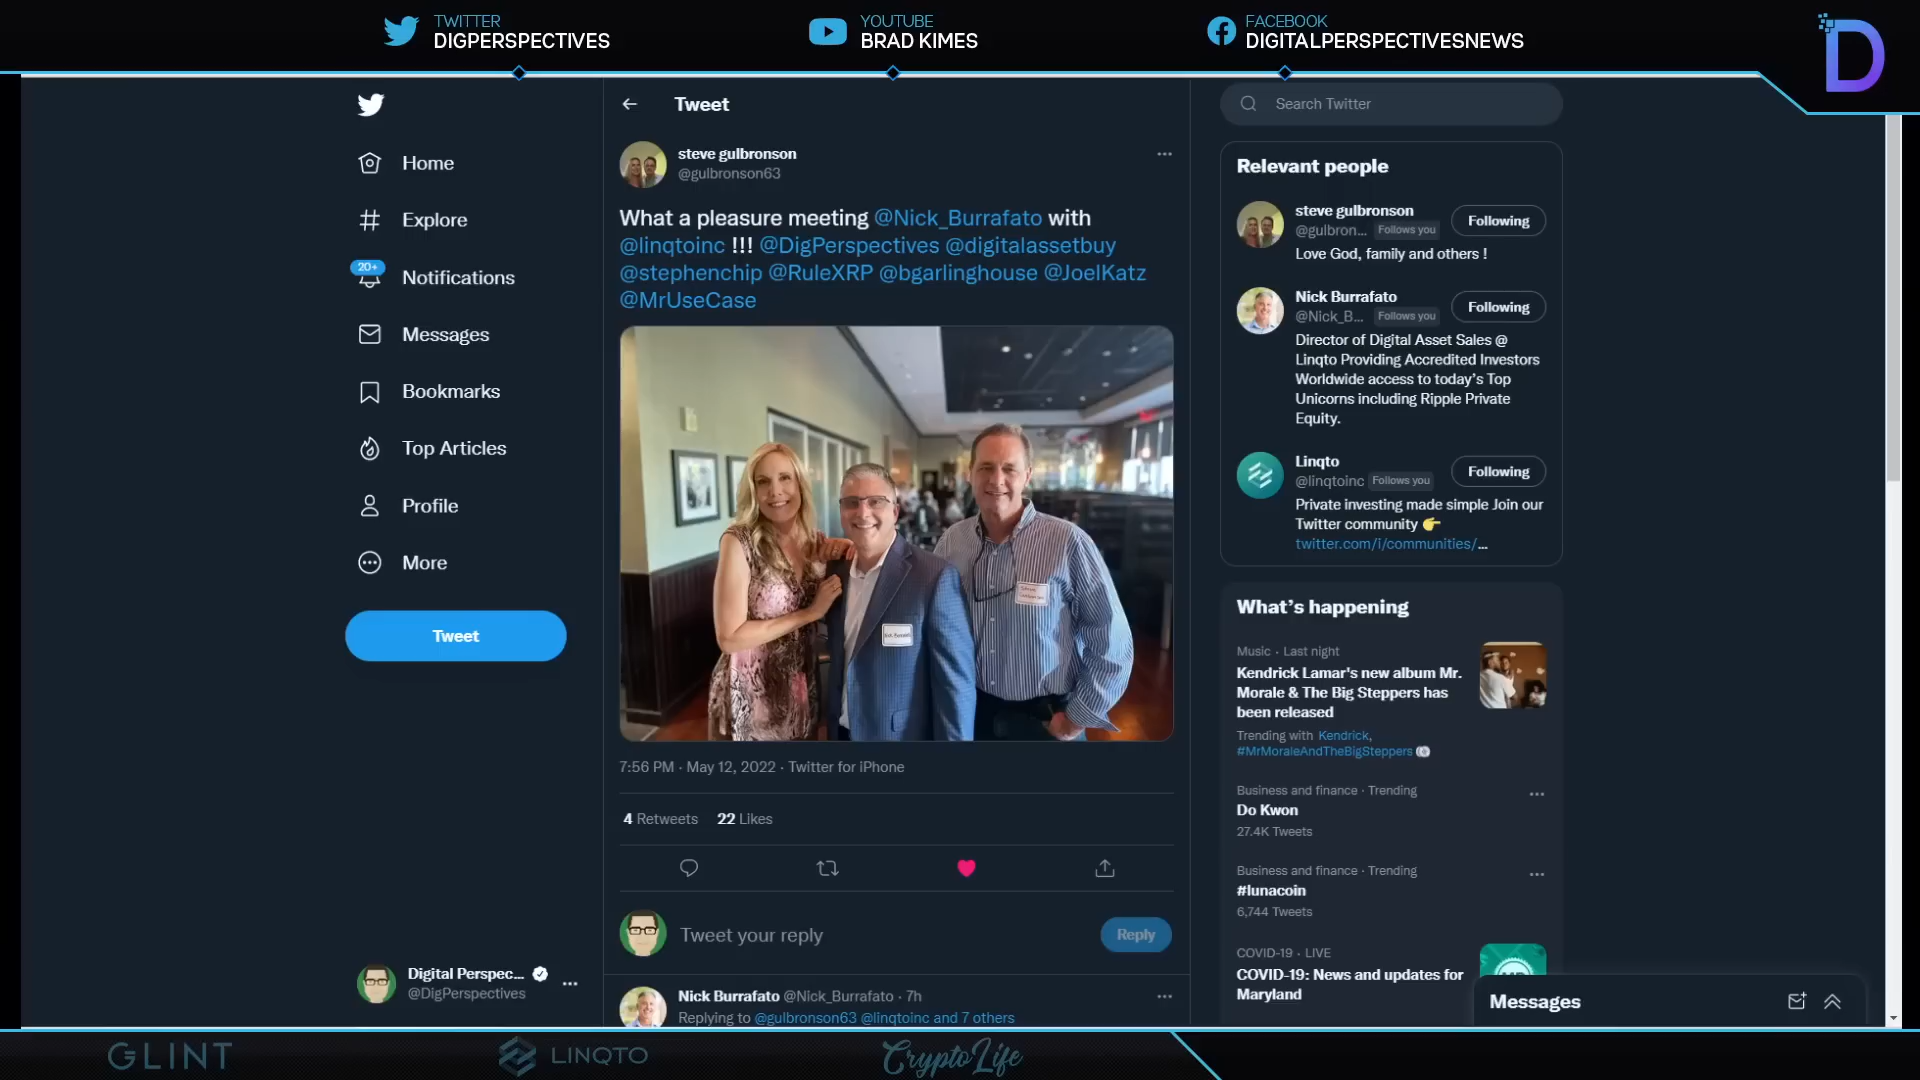 TWITTER
DIGPERSPECTIVES
YOUTUBE
BRAD KIMES
FACEBOOK
DIGITALPERSPECTIVESNEWS
D
Home
Explore
20+
Notifications
Messages
Bookmarks
Top Articles
Profile
More
Tweet
Digital Perspec...
@DigPerspectives
Tweet
steve gulbronson
@gulbronson63
What a pleasure meeting @Nick_Burrafato with
@linqtoinc !!! @DigPerspectives @digitalassetbuy
@stephenchip @RuleXRP @bgarlinghouse @JoelKatz
@MrUseCase
7:56 PM · May 12, 2022 · Twitter for iPhone
4 Retweets 22 Likes
Tweet your reply
Reply
Nick Burrafato @Nick_Burrafato · 7h
Replying to @gulbronson63 @linqtoinc and 7 others
Search Twitter
Relevant people
steve gulbronson
@gulbron... Follows you
Following
Love God, family and others !
Nick Burrafato
@Nick_B... Follows you
Following
Director of Digital Asset Sales @
Linqto Providing Accredited Investors
Worldwide access to today's Top
Unicorns including Ripple Private
Equity.
Linqto
@linqtoinc Follows you
Following
Private investing made simple Join our
Twitter community 👉
twitter.com/i/communities/...
What's happening
Music · Last night
Kendrick Lamar's new album Mr.
Morale & The Big Steppers has
been released
Trending with Kendrick,
#MrMoraleAndTheBigSteppers
Business and finance · Trending
Do Kwon
27.4K Tweets
Business and finance · Trending
#lunacoin
6,744 Tweets
COVID-19 · LIVE
COVID-19: News and updates for
Maryland
Messages
GLINT
LINQTO
CryptoLife